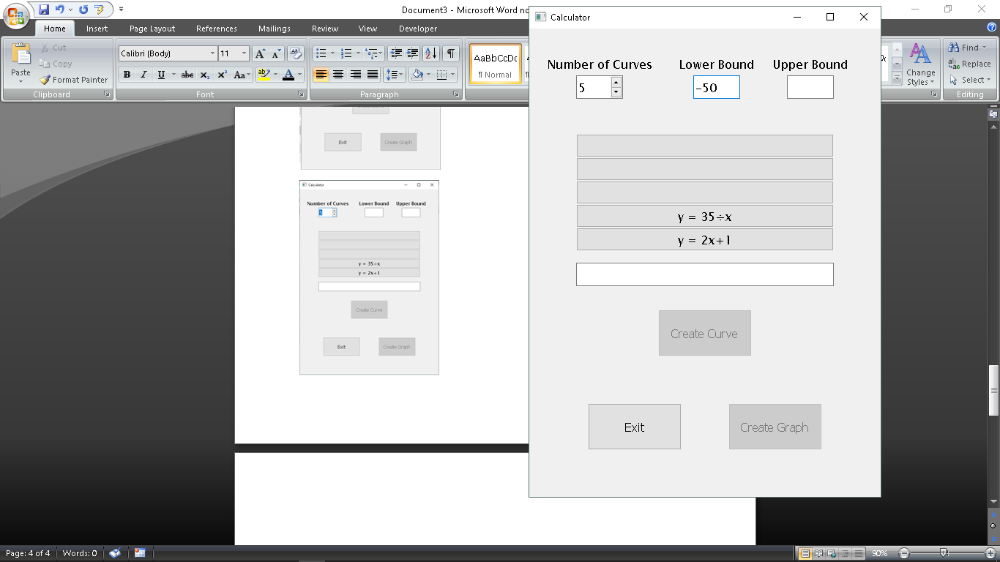 Document3 - Microsoft Word
Home Insert Page Layout References Mailings Review View Developer
Paste
Cut
Copy
Format Painter
Clipboard
Calibri (Body) 11
B I U abc x₂ x² Aa
Font
Paragraph
AaBbCcDc
¶ Normal
Change
Styles
Find
Replace
Select
Editing
Exit Create Graph
Calculator
Number of Curves Lower Bound Upper Bound
5
y = 35÷x
y = 2x+1
Create Curve
Exit Create Graph
Calculator
Number of Curves Lower Bound Upper Bound
5 -50
y = 35÷x
y = 2x+1
Create Curve
Exit Create Graph
Page: 4 of 4 Words: 0 90%